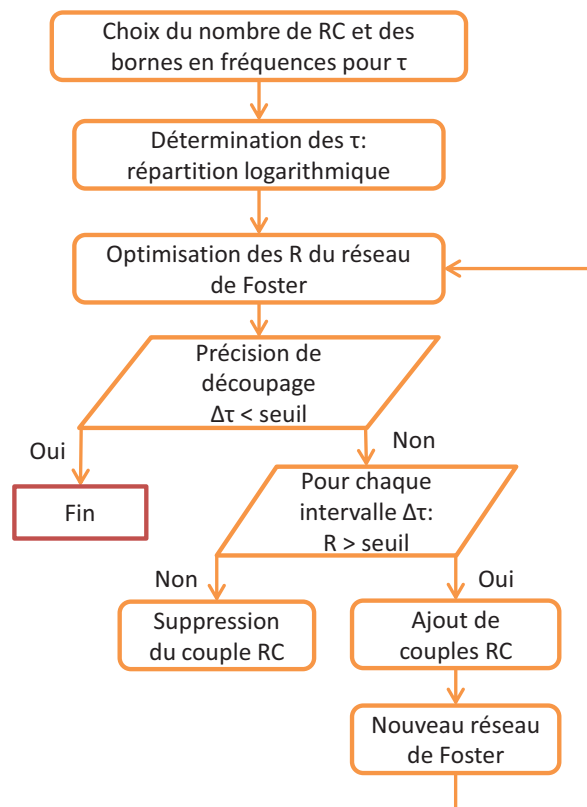 Choix du nombre de RC et des
bornes en fréquences pour τ
Détermination des τ:
répartition logarithmique
Optimisation des R du réseau
de Foster
Précision de
découpage
Δτ < seuil
Oui
Non
Fin
Pour chaque
intervalle Δτ:
R > seuil
Non
Oui
Suppression
du couple RC
Ajout de
couples RC
Nouveau réseau
de Foster